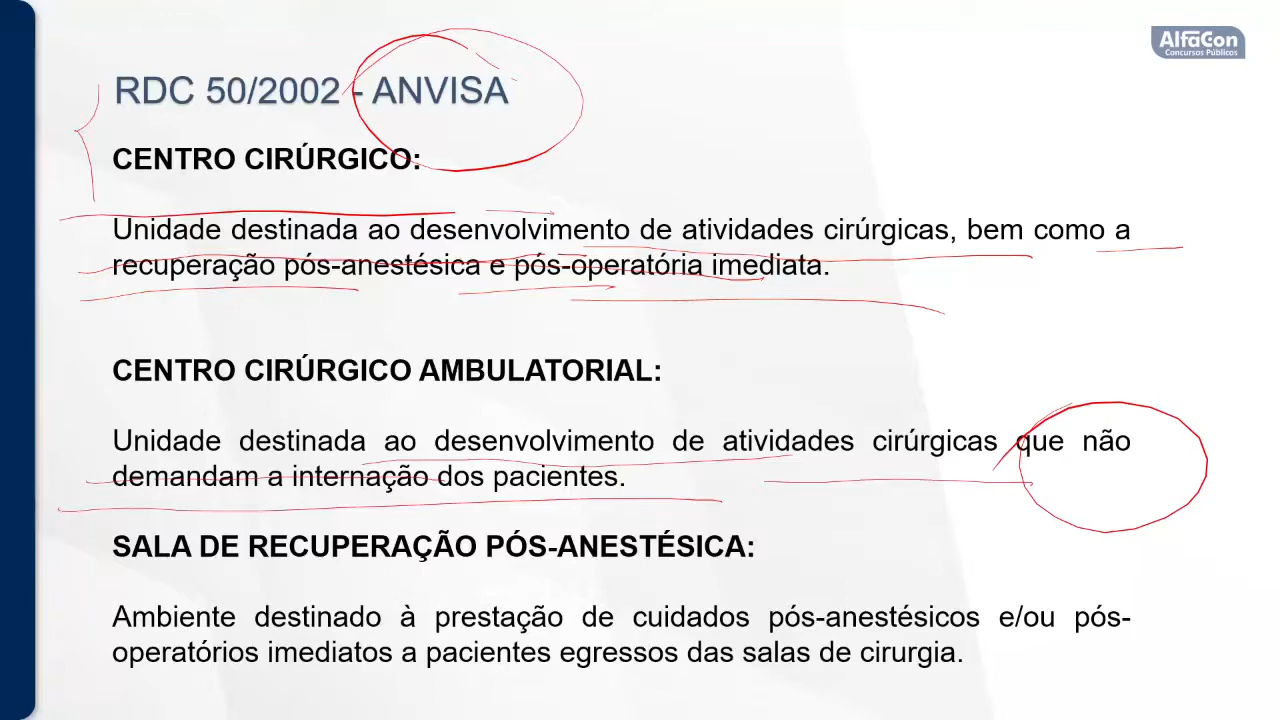 AlfaCon
Concursos Públicos
RDC 50/2002 - ANVISA
CENTRO CIRÚRGICO:
Unidade destinada ao desenvolvimento de atividades cirúrgicas, bem como a
recuperação pós-anestésica e pós-operatória imediata.
CENTRO CIRÚRGICO AMBULATORIAL:
Unidade destinada ao desenvolvimento de atividades cirúrgicas que não
demandam a internação dos pacientes.
SALA DE RECUPERAÇÃO PÓS-ANESTÉSICA:
Ambiente destinado à prestação de cuidados pós-anestésicos e/ou pós-
operatórios imediatos a pacientes egressos das salas de cirurgia.